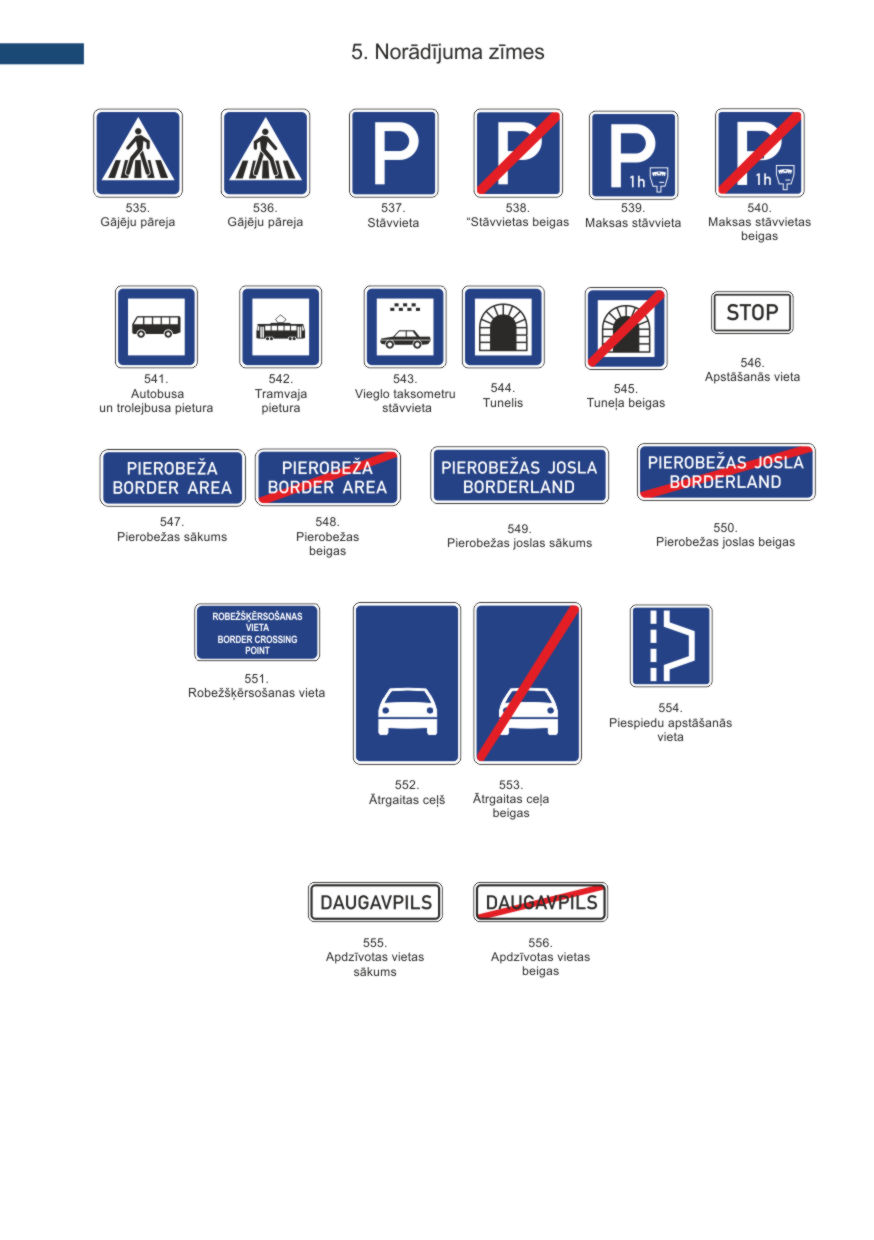 5. Norādījuma zīmes
P
P
P
1h
P
1h
535.
Gājēju pāreja
536.
Gājēju pāreja
537.
Stāvvieta
538.
“Stāvvietas beigas
539.
Maksas stāvvieta
540.
Maksas stāvvietas
beigas
STOP
541.
Autobusa
un trolejbusa pietura
542.
Tramvaja
pietura
543.
Vieglo taksometru
stāvvieta
544.
Tunelis
545.
Tuneļa beigas
546.
Apstāšanās vieta
PIEROBEŽA
BORDER AREA
PIEROBEŽA
BORDER AREA
PIEROBEŽAS JOSLA
BORDERLAND
PIEROBEŽAS JOSLA
BORDERLAND
547.
Pierobežas sākums
548.
Pierobežas
beigas
549.
Pierobežas joslas sākums
550.
Pierobežas joslas beigas
ROBEŽŠĶĒRSOŠANAS
VIETA
BORDER CROSSING
POINT
551.
Robežšķērsošanas vieta
552.
Ātrgaitas ceļš
553.
Ātrgaitas ceļa
beigas
554.
Piespiedu apstāšanās
vieta
DAUGAVPILS
DAUGAVPILS
555.
Apdzīvotas vietas
sākums
556.
Apdzīvotas vietas
beigas